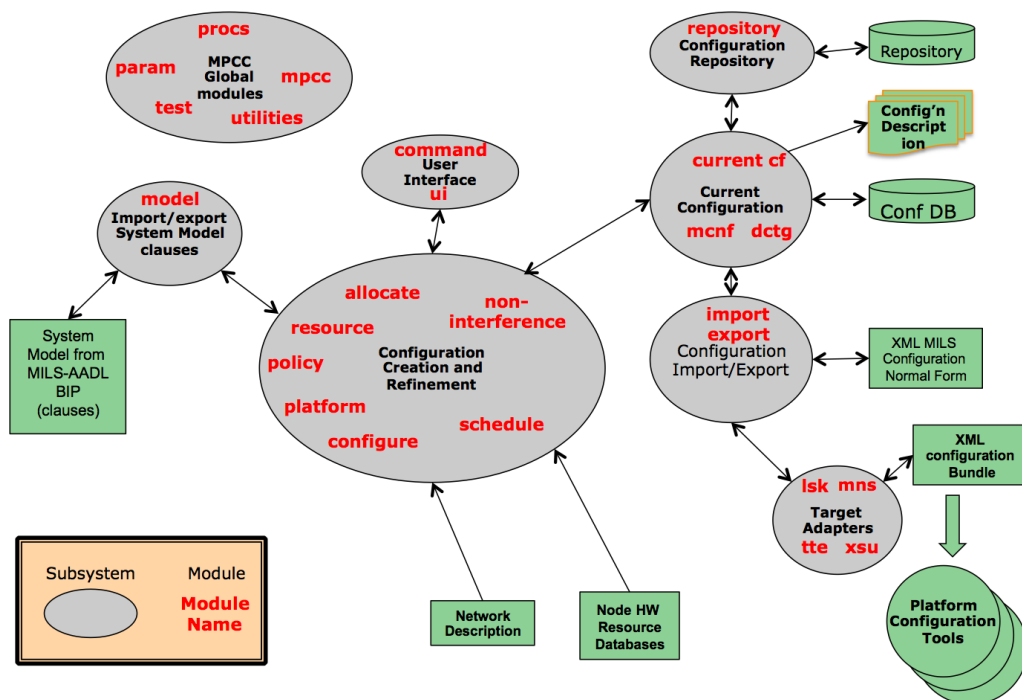 procs
MPCC
Global
modules
param
mpcc
test
utilities
repository
Configuration
Repository
Repository
Config'n
Descript
ion
command
User
Interface
ui
current cf
Current
Configuration
mcnf dctg
Conf DB
model
Import/export
System Model
clauses
System
Model from
MILS-AADL
BIP
(clauses)
allocate
non-
interference
resource
Configuration
Creation and
Refinement
policy
platform
schedule
configure
import
export
Configuration
Import/Export
XML MILS
Configuration
Normal Form
lsk mns
Target
Adapters
tte xsu
XML
configuration
Bundle
Platform
Configuration
Tools
Network
Description
Node HW
Resource
Databases
Subsystem
Module
Module
Name